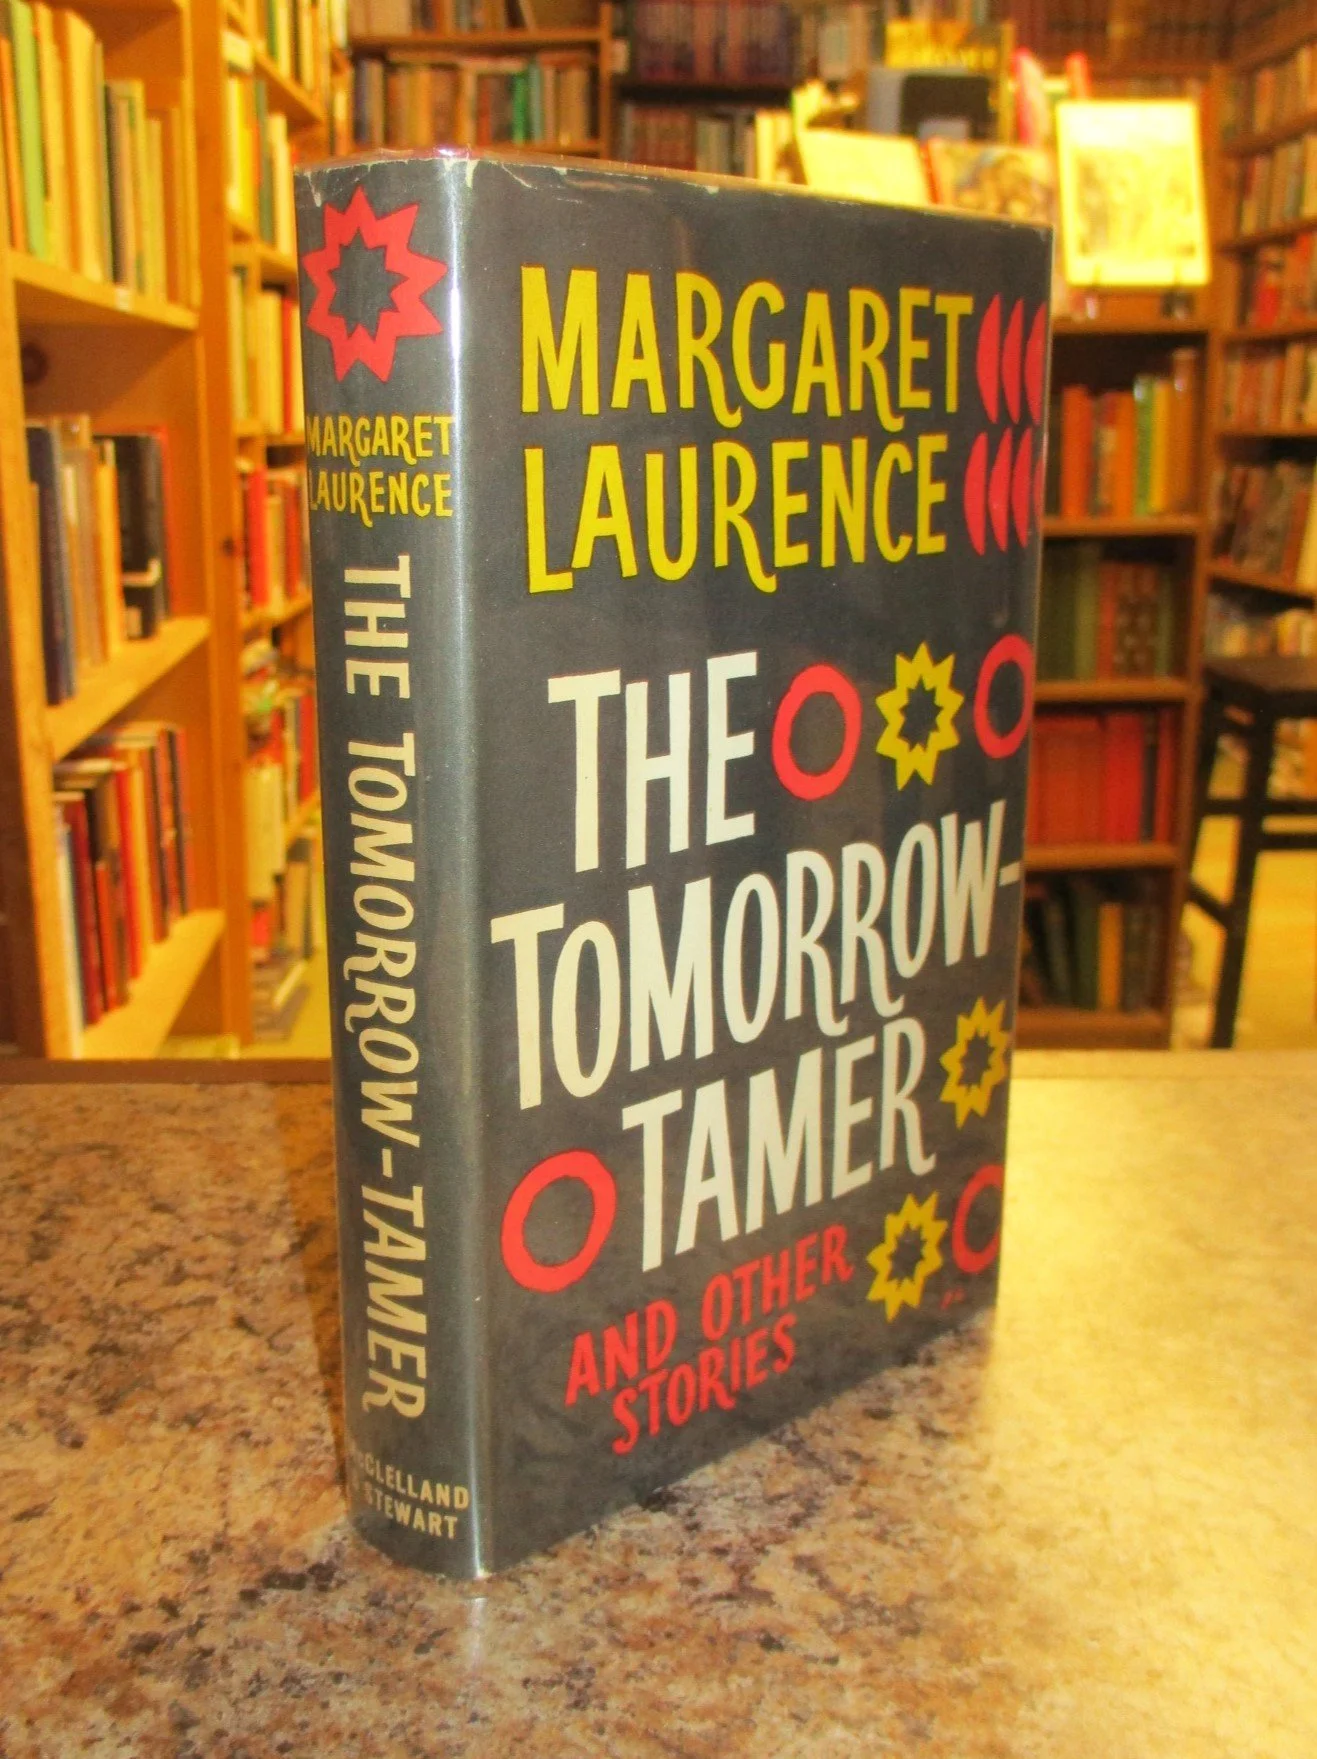 MARGARET
LAURENCE
THE TOMORROW-TAMER
McCLELLAND
STEWART
MARGARET
LAURENCE
THE
TOMORROW-
TAMER
AND OTHER
STORIES